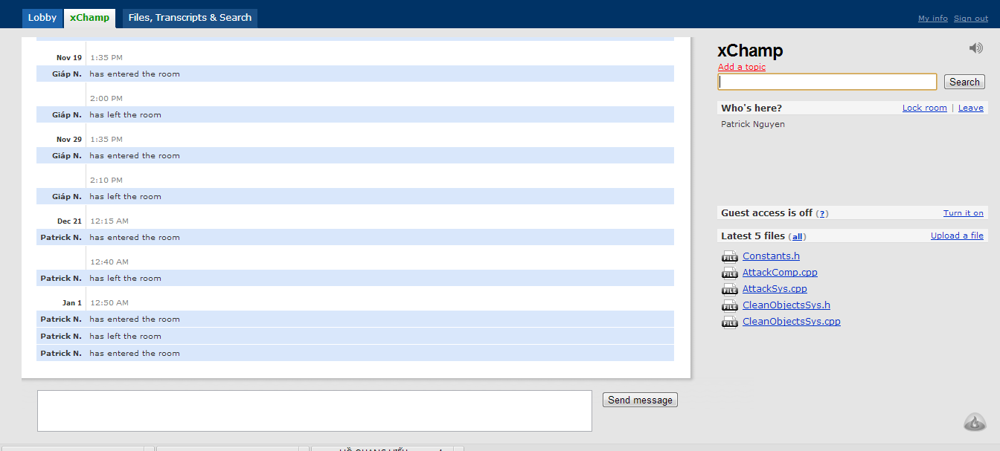 Lobby xChamp Files, Transcripts & Search
My info Sign out
Nov 19 1:35 PM
Giáp N. has entered the room
2:00 PM
Giáp N. has left the room
Nov 29 1:35 PM
Giáp N. has entered the room
2:10 PM
Giáp N. has left the room
Dec 21 12:15 AM
Patrick N. has entered the room
12:40 AM
Patrick N. has left the room
Jan 1 12:50 AM
Patrick N. has entered the room
Patrick N. has left the room
Patrick N. has entered the room
Send message
xChamp
Add a topic
Search
Who's here? Lock room | Leave
Patrick Nguyen
Guest access is off (?) Turn it on
Latest 5 files (all) Upload a file
FILE Constants.h
FILE AttackComp.cpp
FILE AttackSys.cpp
FILE CleanObjectsSys.h
FILE CleanObjectsSys.cpp